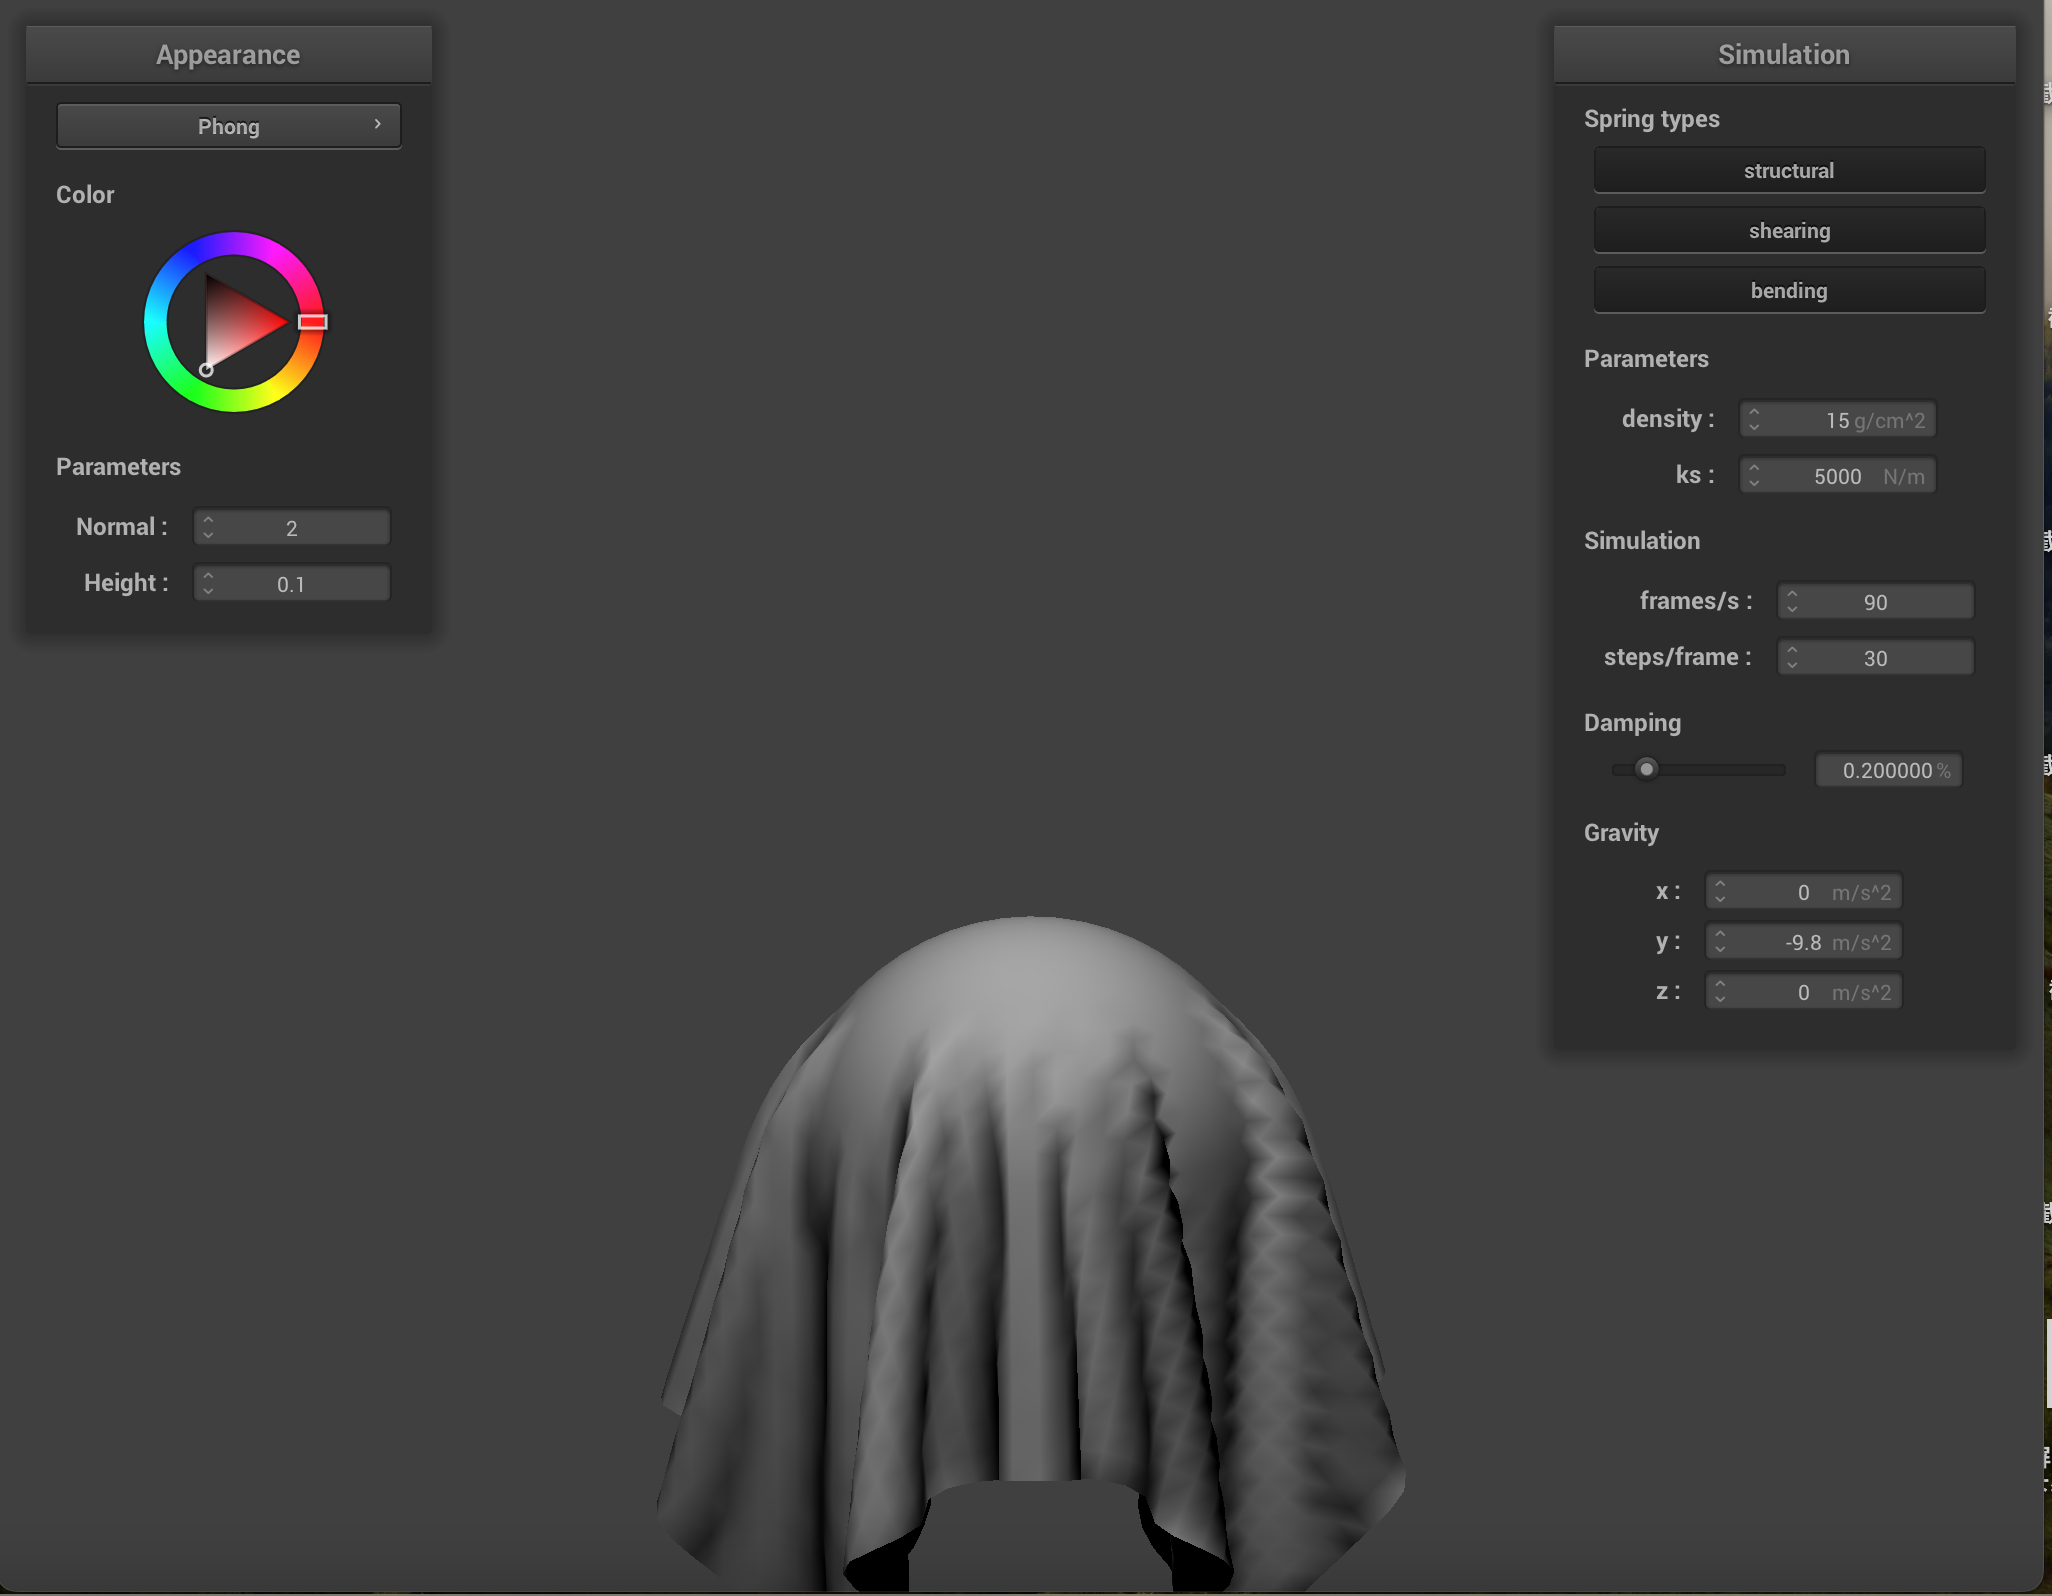 Appearance
Phong
Color
Parameters
Normal :
2
Height :
0.1
Simulation
Spring types
structural
shearing
bending
Parameters
density :
15 g/cm^2
ks :
5000 N/m
Simulation
frames/s :
90
steps/frame :
30
Damping
0.200000 %
Gravity
x :
0 m/s^2
y :
-9.8 m/s^2
z :
0 m/s^2